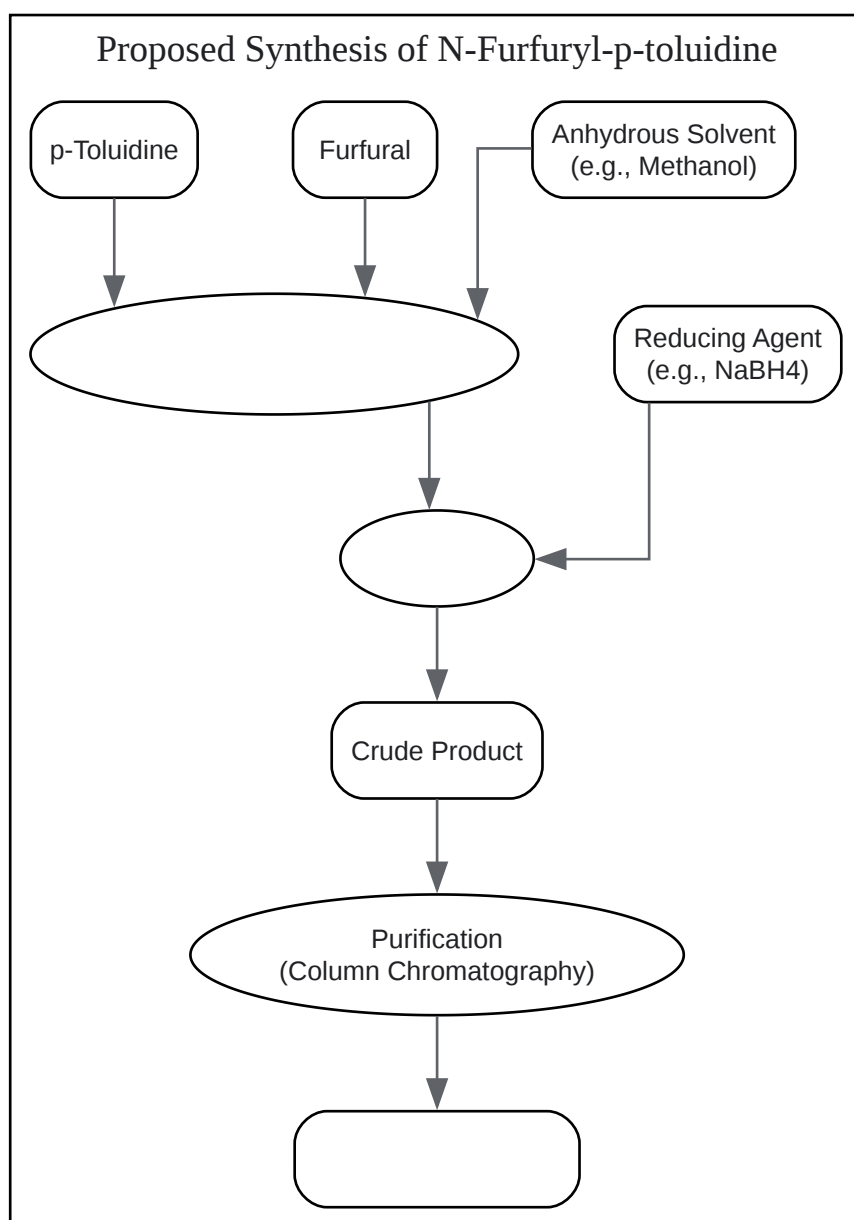 Proposed Synthesis of N-Furfuryl-p-toluidine
p-Toluidine
Furfural
Anhydrous Solvent
(e.g., Methanol)
Reducing Agent
(e.g., NaBH4)
Crude Product
Purification
(Column Chromatography)